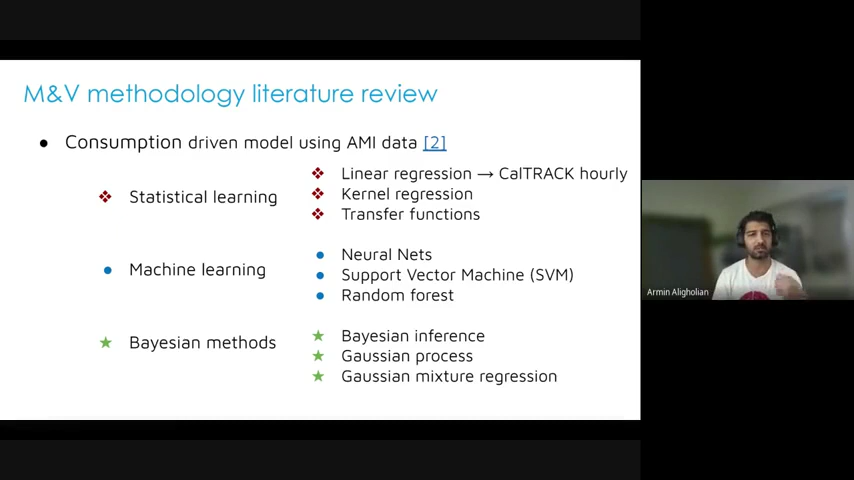 M&V methodology literature review
● Consumption driven model using AMI data [2]
❖ Statistical learning
❖ Linear regression → CalTRACK hourly
❖ Kernel regression
❖ Transfer functions
● Machine learning
● Neural Nets
● Support Vector Machine (SVM)
● Random forest
★ Bayesian methods
★ Bayesian inference
★ Gaussian process
★ Gaussian mixture regression
Armin Aligholian